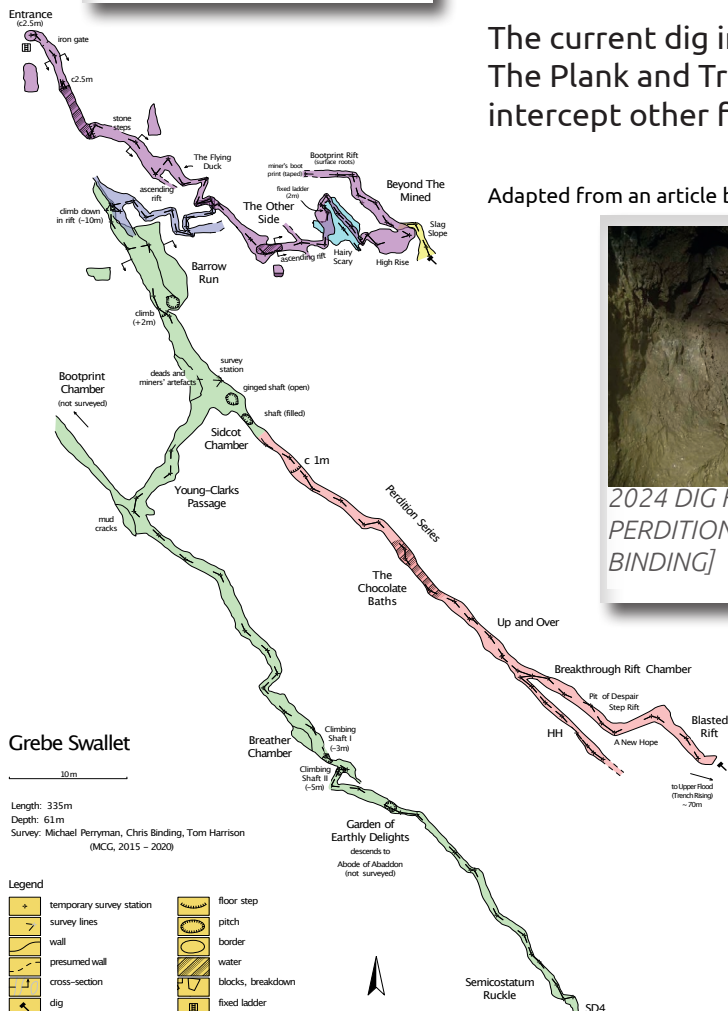 Entrance
(c2.5m)
iron gate
c2.5m
stone
steps
The Flying
Duck
ascending
rift
climb down
in rift (~10m)
The Other
Side
miner's boot
print (taped)
Bootprint Rift
(surface roots)
fixed ladder
(2m)
Beyond The
Mined
Slag
Slope
ascending rift
Hairy
Scary
High Rise
Barrow
Run
climb
(+2m)
survey
station
deads and
miners' artefacts
ginged shaft (open)
shaft (filled)
Bootprint
Chamber
(not surveyed)
Sidcot
Chamber
c 1m
Young-Clarks
Passage
mud
cracks
Perdition Series
The
Chocolate
Baths
Up and Over
Breakthrough Rift Chamber
Pit of Despair
Step Rift
HH
A New Hope
Blasted
Rift
to Upper Flood
(Trench Rising)
~70m
Breather
Chamber
Climbing
Shaft I
(~3m)
Climbing
Shaft II
(~5m)
Garden of
Earthly Delights
descends to
Abode of Abaddon
(not surveyed)
Semicostatum
Ruckle
SD4
Grebe Swallet
10m
Length: 335m
Depth: 61m
Survey: Michael Perryman, Chris Binding, Tom Harrison
(MCG, 2015 - 2020)
Legend
temporary survey station
survey lines
wall
presumed wall
cross-section
dig
floor step
pitch
border
water
blocks, breakdown
fixed ladder
The current dig i
The Plank and Tr
intercept other f
Adapted from an article b
2024 DIG
PERDITION
BINDING]